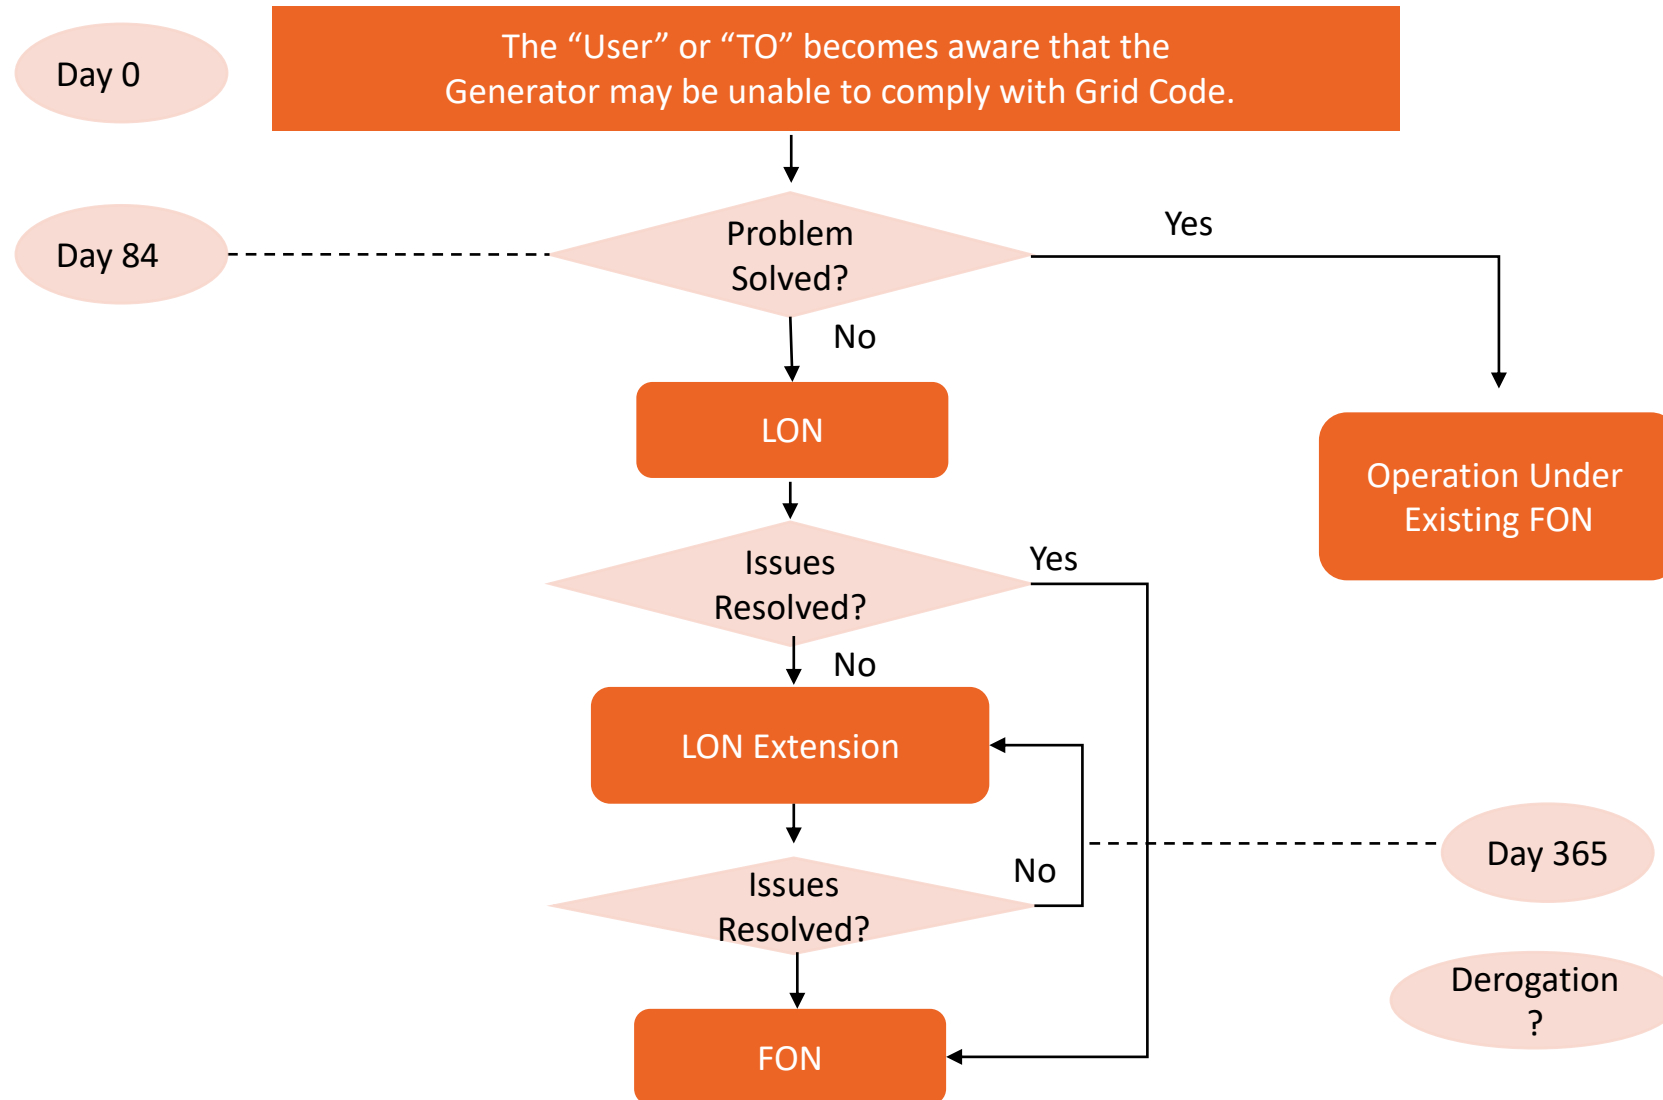 Day 0
The “User” or “TO” becomes aware that the
Generator may be unable to comply with Grid Code.
Day 84
Problem
Solved?
Yes
No
LON
Operation Under
Existing FON
Issues
Resolved?
Yes
No
LON Extension
Day 365
Issues
Resolved?
No
Derogation
?
FON